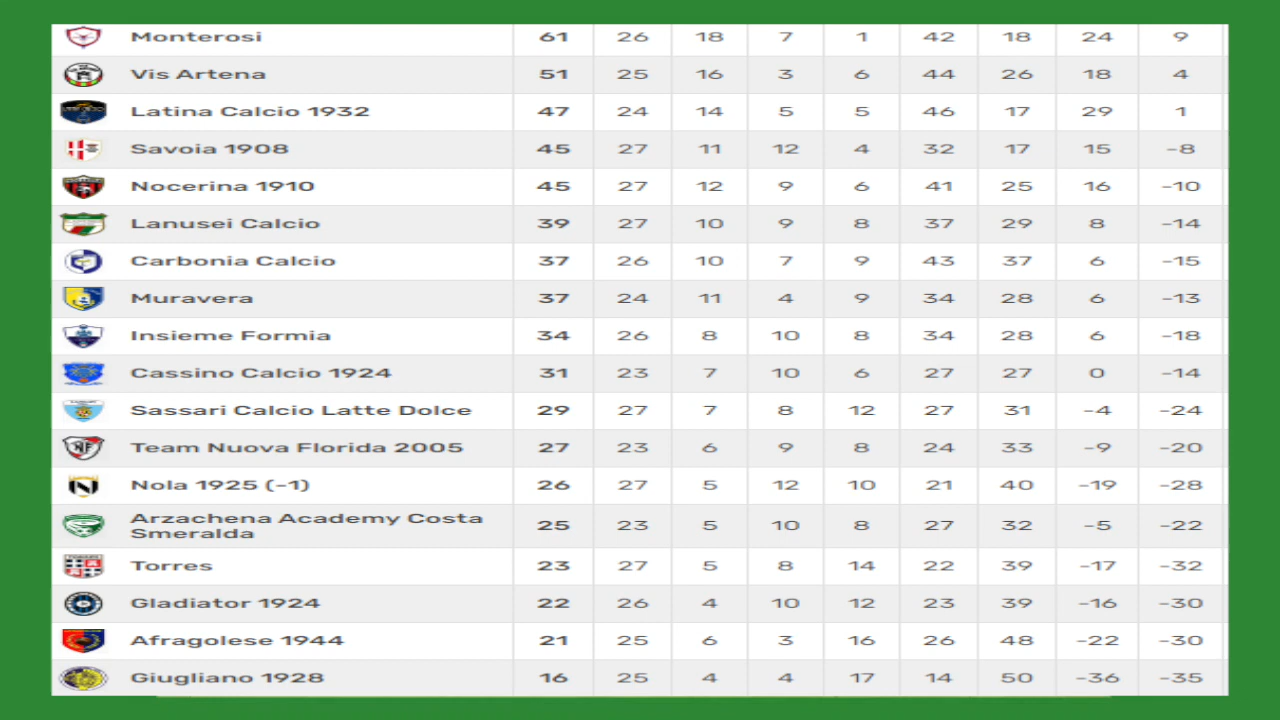 Monterosi 61 26 18 7 1 42 18 24 9
Vis Artena 51 25 16 3 6 44 26 18 4
Latina Calcio 1932 47 24 14 5 5 46 17 29 1
Savoia 1908 45 27 11 12 4 32 17 15 -8
Nocerina 1910 45 27 12 9 6 41 25 16 -10
Lanusei Calcio 39 27 10 9 8 37 29 8 -14
Carbonia Calcio 37 26 10 7 9 43 37 6 -15
Muravera 37 24 11 4 9 34 28 6 -13
Insieme Formia 34 26 8 10 8 34 28 6 -18
Cassino Calcio 1924 31 23 7 10 6 27 27 0 -14
Sassari Calcio Latte Dolce 29 27 7 8 12 27 31 -4 -24
Team Nuova Florida 2005 27 23 6 9 8 24 33 -9 -20
Nola 1925 (-1) 26 27 5 12 10 21 40 -19 -28
Arzachena Academy Costa
Smeralda 25 23 5 10 8 27 32 -5 -22
Torres 23 27 5 8 14 22 39 -17 -32
Gladiator 1924 22 26 4 10 12 23 39 -16 -30
Afragolese 1944 21 25 6 3 16 26 48 -22 -30
Giugliano 1928 16 25 4 4 17 14 50 -36 -35